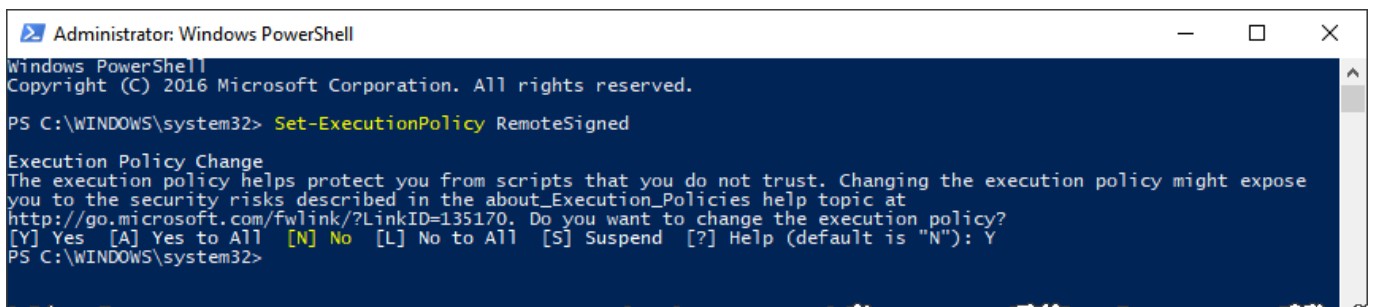 Administrator: Windows PowerShell
Windows PowerShell
Copyright (C) 2016 Microsoft Corporation. All rights reserved.
PS C:\WINDOWS\system32> Set-ExecutionPolicy RemoteSigned
Execution Policy Change
The execution policy helps protect you from scripts that you do not trust. Changing the execution policy might expose
you to the security risks described in the about_Execution_Policies help topic at
http://go.microsoft.com/fwlink/?LinkID=135170. Do you want to change the execution policy?
[Y] Yes  [A] Yes to All  [N] No  [L] No to All  [S] Suspend  [?] Help (default is "N"): Y
PS C:\WINDOWS\system32>